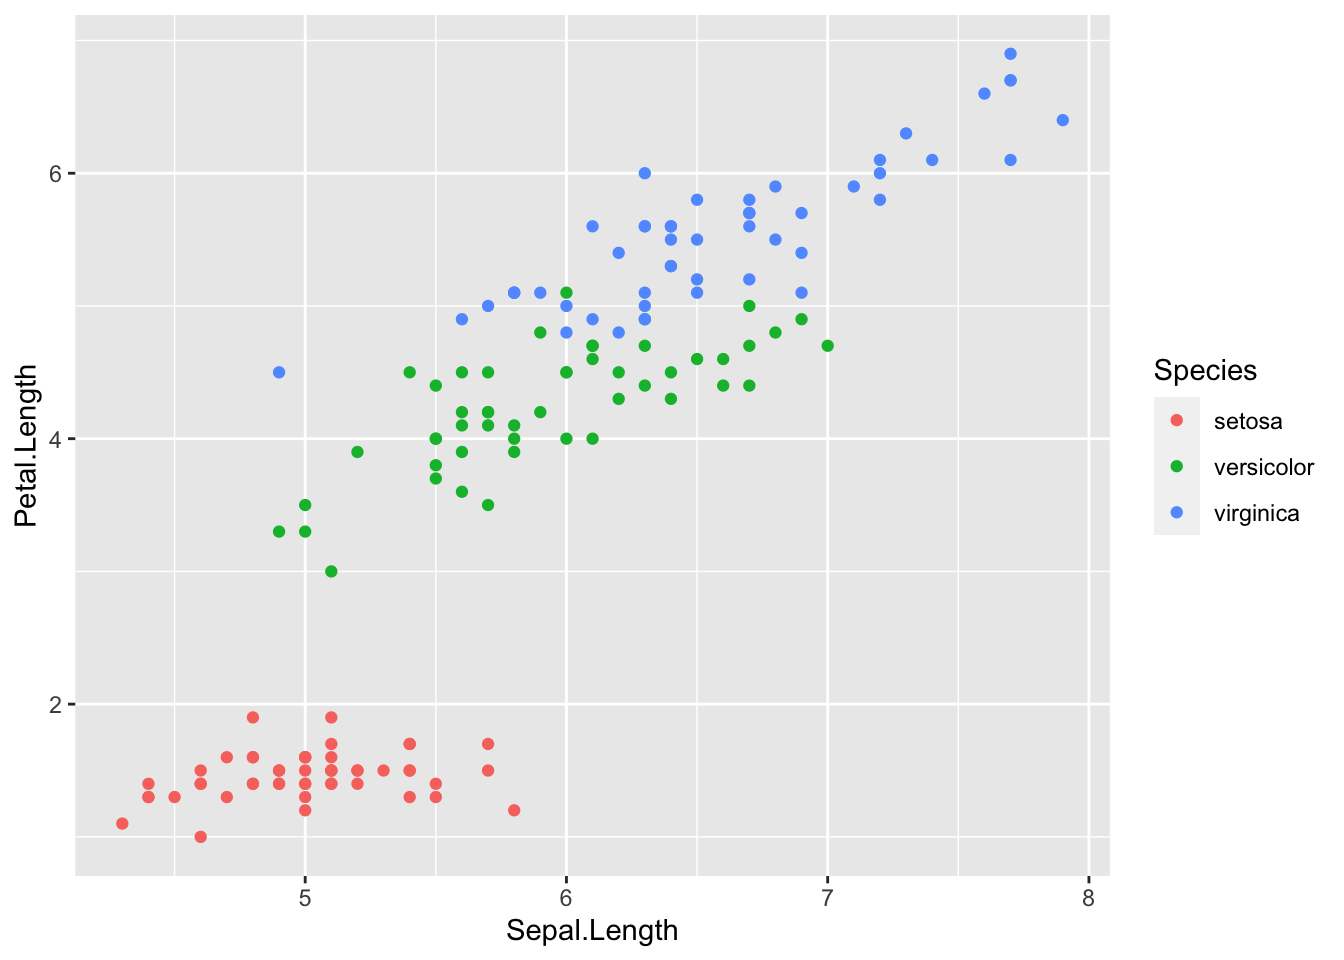 Petal.Length
6
4
2
5 6 7 8
Sepal.Length
Species
setosa
versicolor
virginica